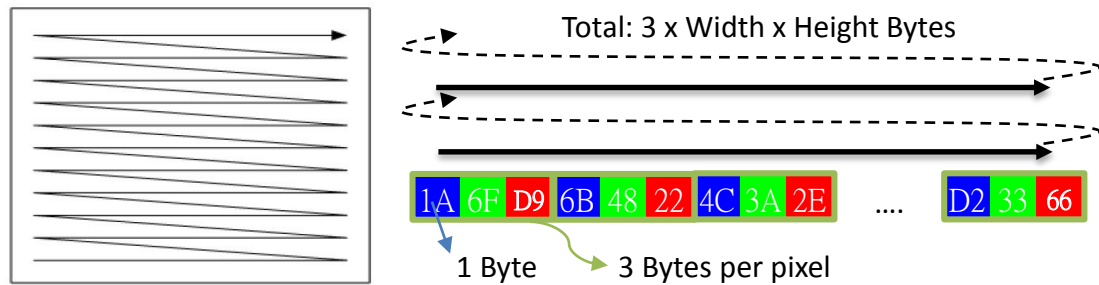 Total: 3 x Width x Height Bytes
1A 6F D9 6B 48 22 4C 3A 2E .... D2 33 66
1 Byte 3 Bytes per pixel